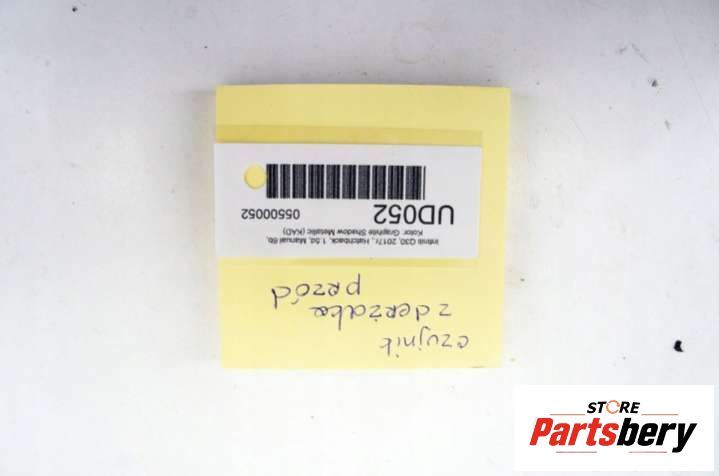 czujnik
zderzaka
przód
Infiniti Q30, 2017r., Hatchback, 1.5d, Manual 6b,
Kolor: Graphite Shadow Metallic (KAD)
UD052
05500052
STORE
Partsbery